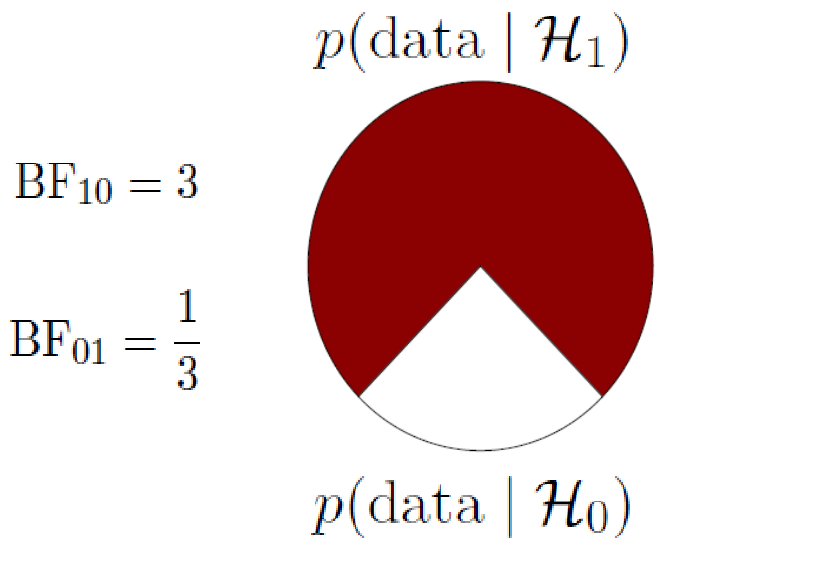 p(data | ℋ₁)
BF₁₀ = 3
BF₀₁ = 1/3
p(data | ℋ₀)